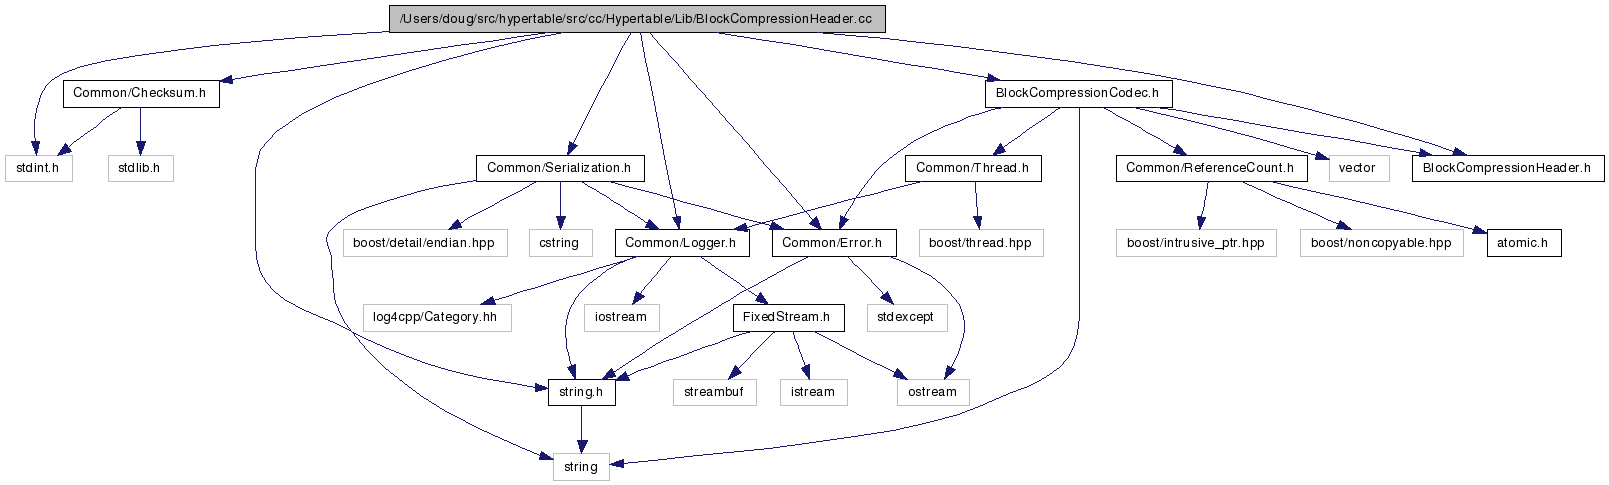 /Users/doug/src/hypertable/src/cc/Hypertable/Lib/BlockCompressionHeader.cc
Common/Checksum.h
BlockCompressionCodec.h
stdint.h
stdlib.h
Common/Serialization.h
Common/Thread.h
Common/ReferenceCount.h
vector
BlockCompressionHeader.h
boost/detail/endian.hpp
cstring
Common/Logger.h
Common/Error.h
boost/thread.hpp
boost/intrusive_ptr.hpp
boost/noncopyable.hpp
atomic.h
log4cpp/Category.hh
iostream
FixedStream.h
stdexcept
string.h
streambuf
istream
ostream
string